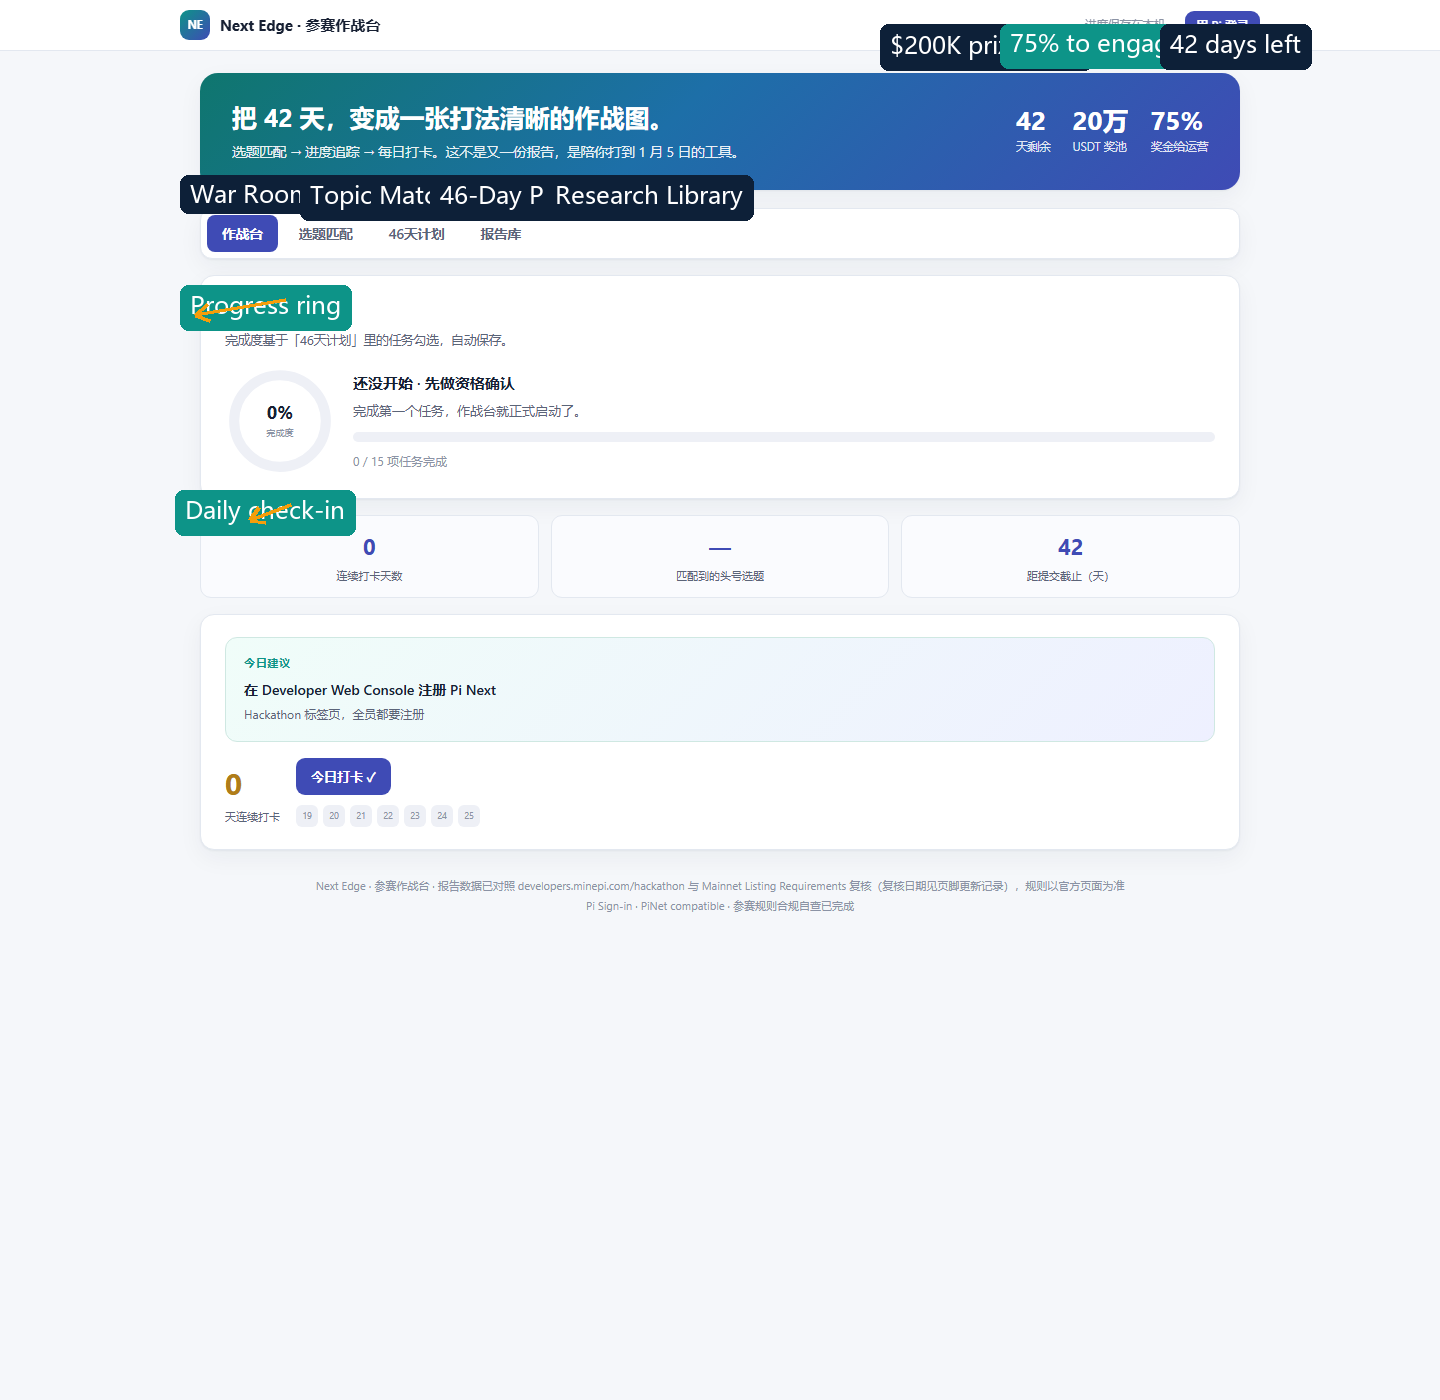 NE
Next Edge · 参赛作战台
$200K
75% to
42 days left
把 42 天，变成一张打法清晰的作战图。
选题匹配 → 进度追踪 → 每日打卡。这不是又一份报告，是陪你打到 1 月 5 日的工具。
42
天剩余
20万
USDT 奖池
75%
奖金给运营
War
Topic
46-Day
Research Library
作战台
选题匹配
46天计划
报告库
Progress ring
完成度基于「46天计划」里的任务勾选，自动保存。
0%
完成度
还没开始 · 先做资格确认
完成第一个任务，作战台就正式启动了。
0 / 15 项任务完成
Daily check-in
0
连续打卡天数
—
匹配到的头号选题
42
距提交截止（天）
今日建议
在 Developer Web Console 注册 Pi Next
Hackathon 标签页，全员都要注册
0
天连续打卡
今日打卡 ✓
19 20 21 22 23 24 25
Next Edge · 参赛作战台 · 报告数据已对照 developers.minepi.com/hackathon 与 Mainnet Listing Requirements 复核（复核日期见页脚更新记录），规则以官方页面为准
Pi Sign-in · PiNet compatible · 参赛规则合规自查已完成